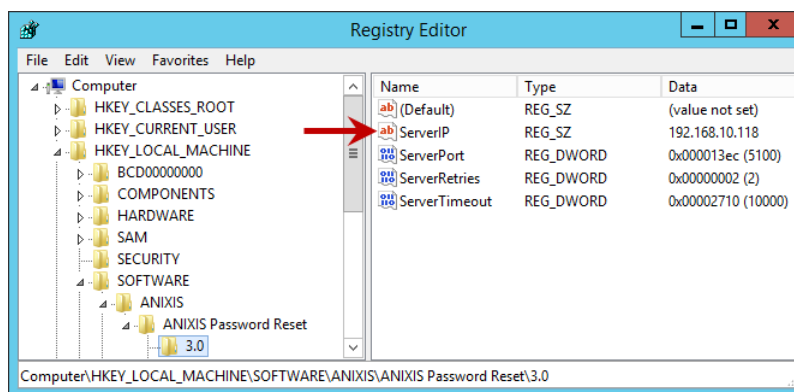 Registry Editor
File Edit View Favorites Help
Computer
HKEY_CLASSES_ROOT
HKEY_CURRENT_USER
HKEY_LOCAL_MACHINE
BCD00000000
COMPONENTS
HARDWARE
SAM
SECURITY
SOFTWARE
ANIXIS
ANIXIS Password Reset
3.0
Name Type Data
ab (Default) REG_SZ (value not set)
ab ServerIP REG_SZ 192.168.10.118
ServerPort REG_DWORD 0x000013ec (5100)
ServerRetries REG_DWORD 0x00000002 (2)
ServerTimeout REG_DWORD 0x00002710 (10000)
Computer\HKEY_LOCAL_MACHINE\SOFTWARE\ANIXIS\ANIXIS Password Reset\3.0